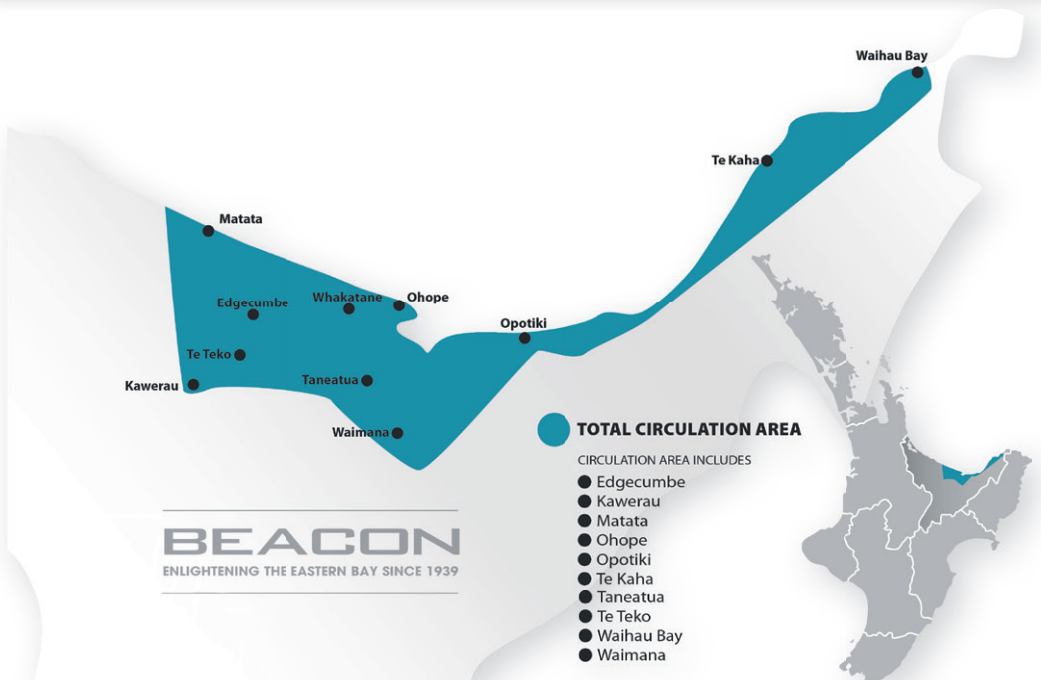 Waihau Bay
Te Kaha
Matata
Edgecumbe
Whakatane
Ohope
Opotiki
Te Teko
Kawerau
Taneatua
Waimana
TOTAL CIRCULATION AREA
CIRCULATION AREA INCLUDES
Edgecumbe
Kawerau
Matata
Ohope
Opotiki
Te Kaha
Taneatua
Te Teko
Waihau Bay
Waimana
BEACON
ENLIGHTENING THE EASTERN BAY SINCE 1939